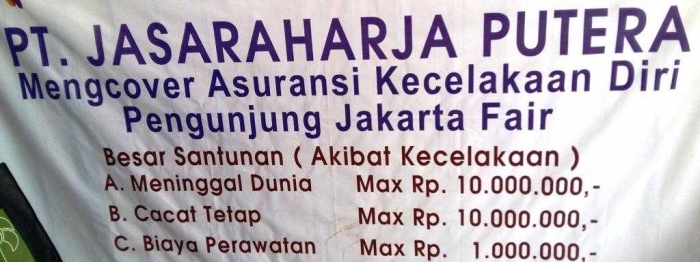 PT. JASARAHARJA PUTERA
Mengcover Asuransi Kecelakaan Diri
Pengunjung Jakarta Fair
Besar Santunan ( Akibat Kecelakaan )
A. Meninggal Dunia Max Rp. 10.000.000,-
B. Cacat Tetap Max Rp. 10.000.000,-
C. Biaya Perawatan Max Rp. 1.000.000,-